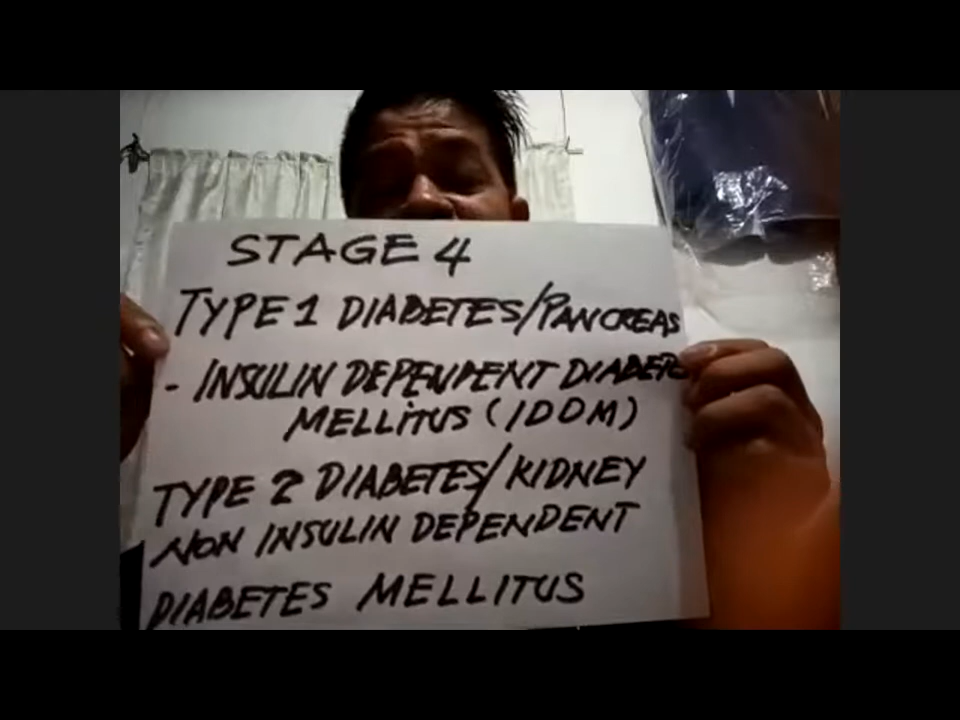 STAGE 4
TYPE 1 DIABETES/PANCREAS
- INSULIN DEPENDENT DIABETE
MELLITUS (IDDM)
TYPE 2 DIABETES/KIDNEY
NON INSULIN DEPENDENT
DIABETES MELLITUS